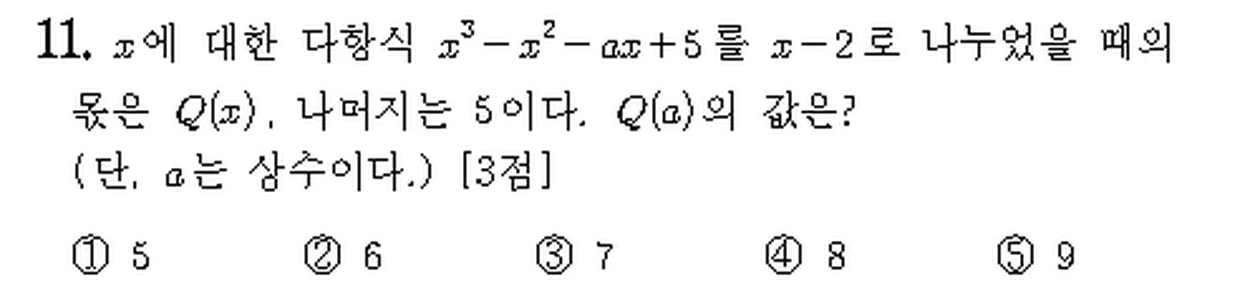 11. x에 대한 다항식 x³－x²－ax＋5를 x－2로 나누었을 때의
몫은 Q(x), 나머지는 5이다. Q(a)의 값은?
(단, a는 상수이다.) [3점]
① 5 ② 6 ③ 7 ④ 8 ⑤ 9